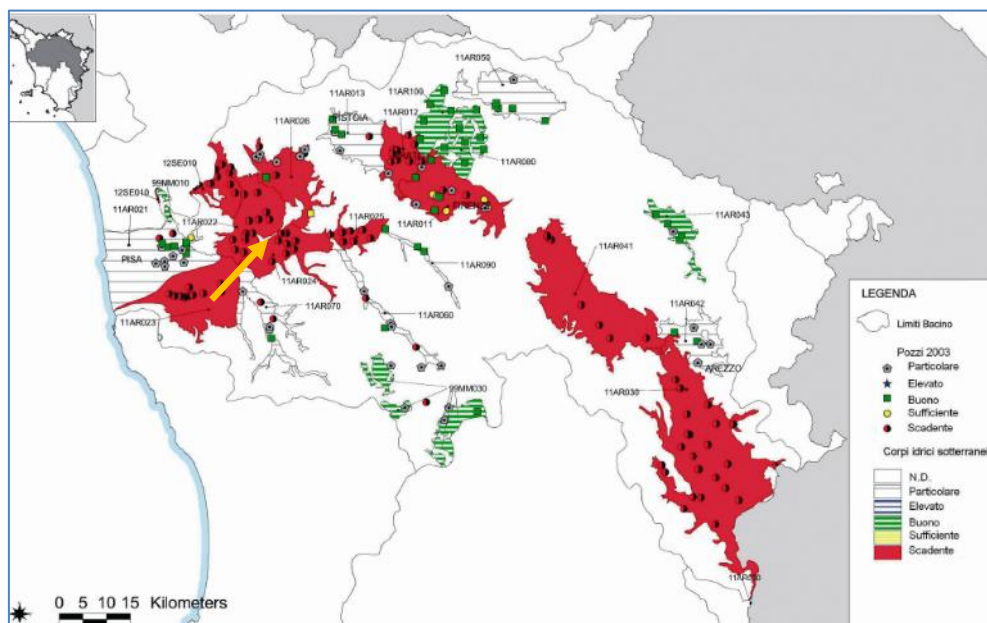 11AR050
11AR013
11AR100
11AR012
PISTOIA
11AR026
11AR080
12SE010
99MM010
12SE010
11AR021
11AR022
11AR025
11AR011
11AR043
PISA
11AR041
11AR090
11AR024
11AR070
11AR060
11AR023
11AR042
AREZZO
99MM030
11AR030
LEGENDA
Limiti Bacino
Pozzi 2003
Particolare
Elevato
Buono
Sufficiente
Scadente
Corpi idrici sotterranei
N.D.
Particolare
Elevato
Buono
Sufficiente
Scadente
0 5 10 15 Kilometers